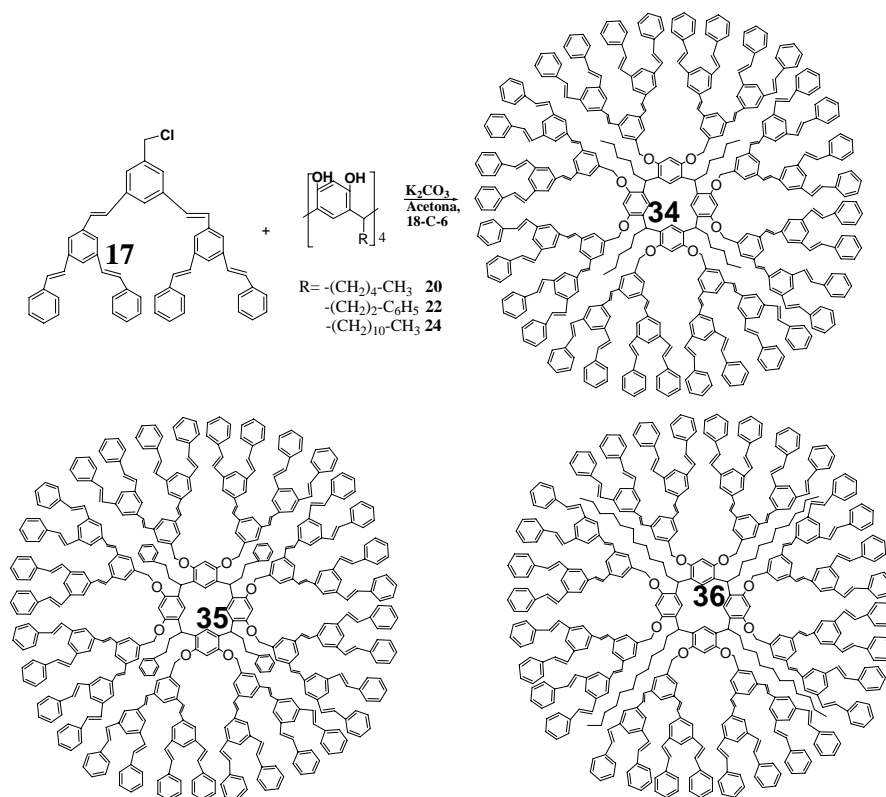 Cl
17
+
OH
OH
R
4
K2CO3
Acetona,
18-C-6
R= -(CH2)4-CH3 20
-(CH2)2-C6H5 22
-(CH2)10-CH3 24
O O
O O
34
O O
O O
O O
O O
35
O O
O O
O O
O O
36
O O
O O